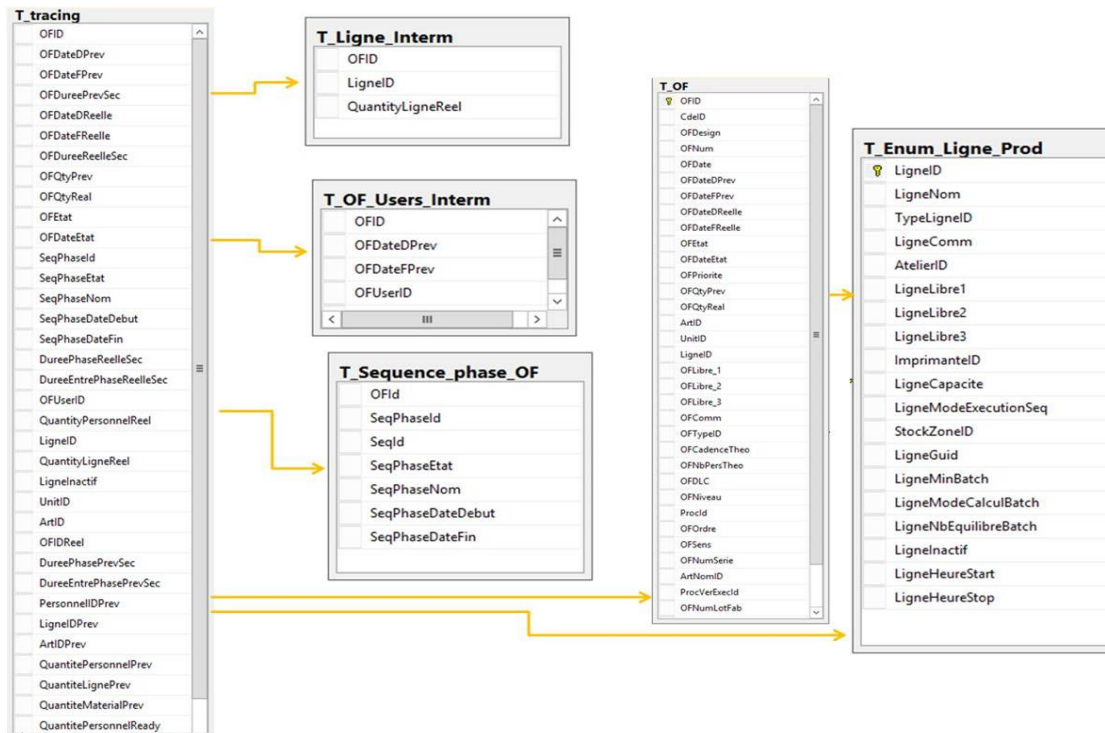 T_tracing
OFID
OFDateDPrev
OFDateFPrev
OFDureePrevSec
OFDateDReelle
OFDateFReelle
OFDureeReelleSec
OFQtyPrev
OFQtyReal
OFEtat
OFDateEtat
SeqPhaseId
SeqPhaseEtat
SeqPhaseNom
SeqPhaseDateDebut
SeqPhaseDateFin
DureePhaseReelleSec
DureeEntrePhaseReelleSec
OFUserID
QuantityPersonnelReel
LigneID
QuantityLigneReel
LigneInactif
UnitID
ArtID
OFIDReel
DureePhasePrevSec
DureeEntrePhasePrevSec
PersonnelIDPrev
LigneIDPrev
ArtIDPrev
QuantitePersonnelPrev
QuantiteLignePrev
QuantiteMaterialPrev
QuantitePersonnelReady
T_Ligne_Interm
OFID
LigneID
QuantityLigneReel
T_OF_Users_Interm
OFID
OFDateDPrev
OFDateFPrev
OFUserID
T_Sequence_phase_OF
OFId
SeqPhaseId
SeqId
SeqPhaseEtat
SeqPhaseNom
SeqPhaseDateDebut
SeqPhaseDateFin
T_OF
OFID
CdeID
OFDesign
OFNum
OFDate
OFDateDPrev
OFDateFPrev
OFDateDReelle
OFDateFReelle
OFEtat
OFDateEtat
OFPriorite
OFQtyPrev
OFQtyReal
ArtID
UnitID
LigneID
OFLibre_1
OFLibre_2
OFLibre_3
OFComm
OFTypeID
OFCadenceTheo
OFNbPersTheo
OFDLC
OFNiveau
ProcId
OFOrdre
OFSens
OFNumSerie
ArtNomID
ProcVerExecId
OFNumLotFab
T_Enum_Ligne_Prod
LigneID
LigneNom
TypeLigneID
LigneComm
AtelierID
LigneLibre1
LigneLibre2
LigneLibre3
ImprimanteID
LigneCapacite
LigneModeExecutionSeq
StockZoneID
LigneGuid
LigneMinBatch
LigneModeCalculBatch
LigneNbEquilibreBatch
LigneInactif
LigneHeureStart
LigneHeureStop